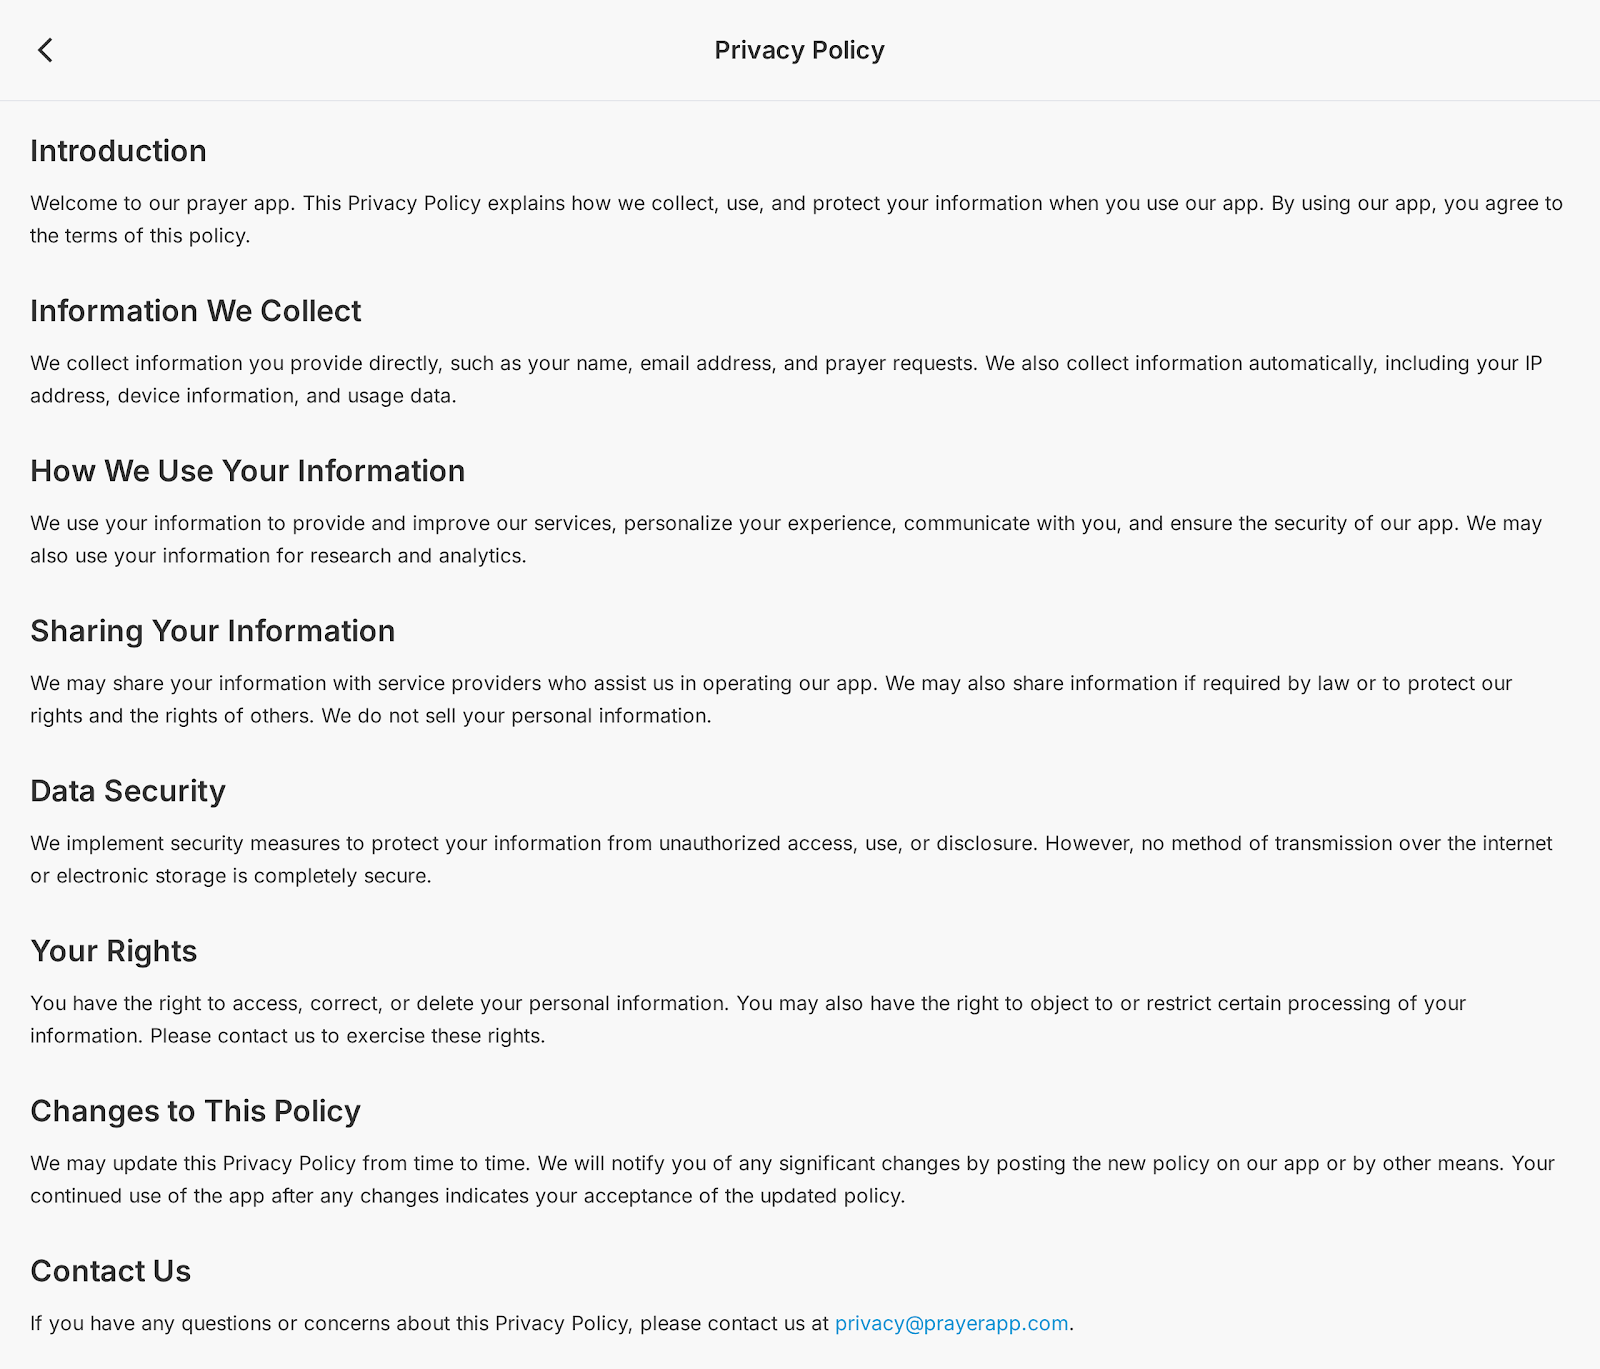 Privacy Policy
Introduction
Welcome to our prayer app. This Privacy Policy explains how we collect, use, and protect your information when you use our app. By using our app, you agree to
the terms of this policy.
Information We Collect
We collect information you provide directly, such as your name, email address, and prayer requests. We also collect information automatically, including your IP
address, device information, and usage data.
How We Use Your Information
We use your information to provide and improve our services, personalize your experience, communicate with you, and ensure the security of our app. We may
also use your information for research and analytics.
Sharing Your Information
We may share your information with service providers who assist us in operating our app. We may also share information if required by law or to protect our
rights and the rights of others. We do not sell your personal information.
Data Security
We implement security measures to protect your information from unauthorized access, use, or disclosure. However, no method of transmission over the internet
or electronic storage is completely secure.
Your Rights
You have the right to access, correct, or delete your personal information. You may also have the right to object to or restrict certain processing of your
information. Please contact us to exercise these rights.
Changes to This Policy
We may update this Privacy Policy from time to time. We will notify you of any significant changes by posting the new policy on our app or by other means. Your
continued use of the app after any changes indicates your acceptance of the updated policy.
Contact Us
If you have any questions or concerns about this Privacy Policy, please contact us at privacy@prayerapp.com.